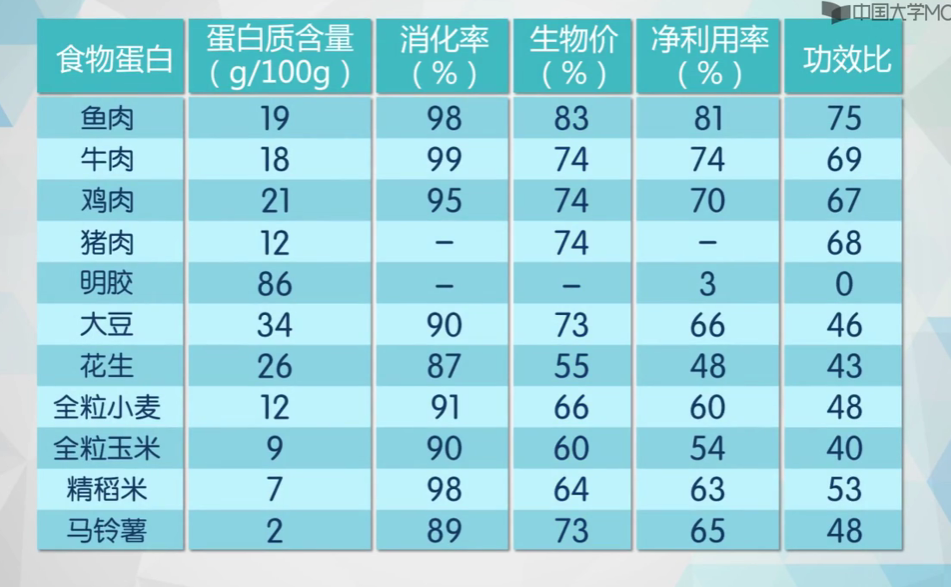 中国大学MO
食物蛋白 蛋白质含量 消化率 生物价 净利用率 功效比
（g/100g） （%） （%） （%）
鱼肉 19 98 83 81 75
牛肉 18 99 74 74 69
鸡肉 21 95 74 70 67
猪肉 12 – 74 – 68
明胶 86 – – 3 0
大豆 34 90 73 66 46
花生 26 87 55 48 43
全粒小麦 12 91 66 60 48
全粒玉米 9 90 60 54 40
精稻米 7 98 64 63 53
马铃薯 2 89 73 65 48